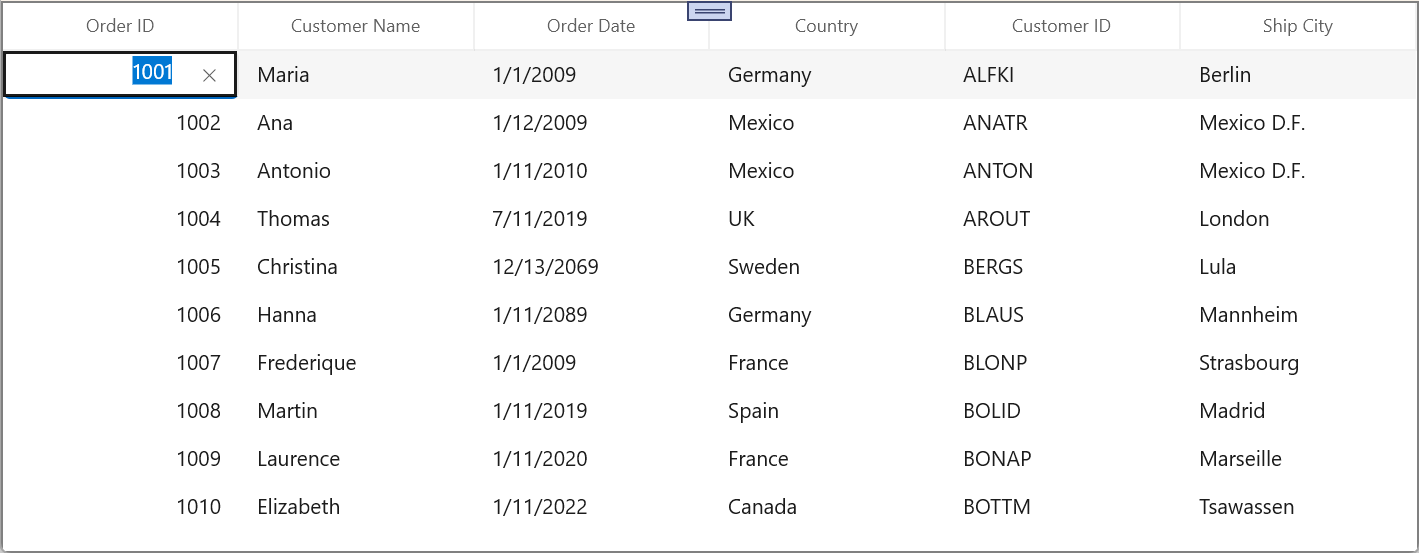 Order ID Customer Name Order Date Country Customer ID Ship City
1001 Maria 1/1/2009 Germany ALFKI Berlin
1002 Ana 1/12/2009 Mexico ANATR Mexico D.F.
1003 Antonio 1/11/2010 Mexico ANTON Mexico D.F.
1004 Thomas 7/11/2019 UK AROUT London
1005 Christina 12/13/2069 Sweden BERGS Lula
1006 Hanna 1/11/2089 Germany BLAUS Mannheim
1007 Frederique 1/1/2009 France BLONP Strasbourg
1008 Martin 1/11/2019 Spain BOLID Madrid
1009 Laurence 1/11/2020 France BONAP Marseille
1010 Elizabeth 1/11/2022 Canada BOTTM Tsawassen